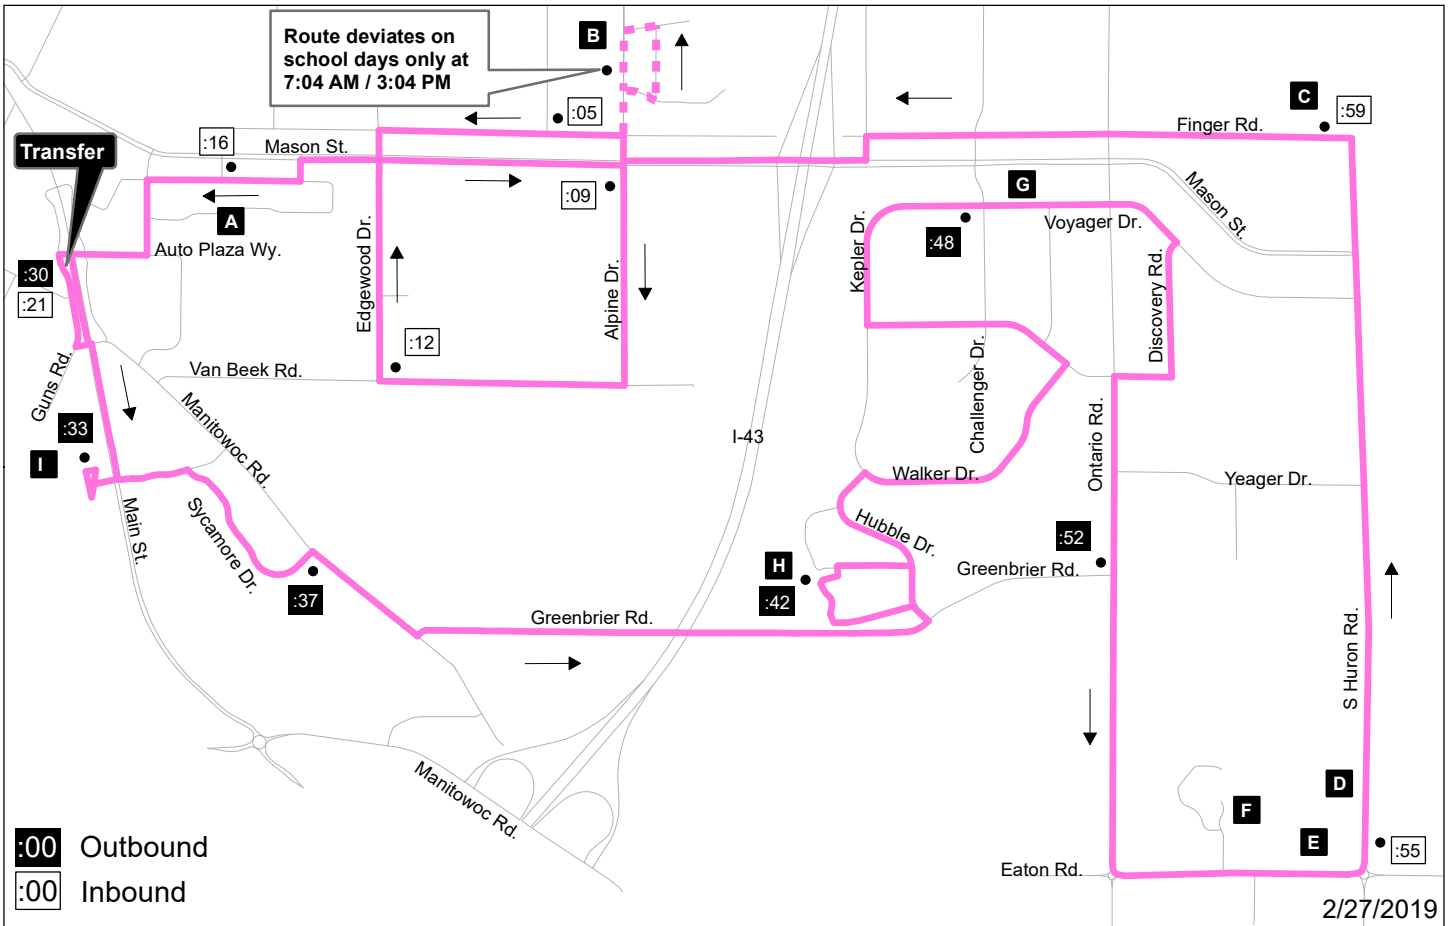 Route deviates on
school days only at
7:04 AM / 3:04 PM
B
C
:59
:05
Finger Rd.
Transfer
:16
Mason St.
Mason St.
:09
G
A
Voyager Dr.
:48
Auto Plaza Wy.
Edgewood Dr.
Alpine Dr.
Kepler Dr.
Discovery Rd.
:30
:21
:12
Van Beek Rd.
Guns Rd.
Manitowoc Rd.
Challenger Dr.
Ontario Rd.
:33
I
I-43
Walker Dr.
Yeager Dr.
Main St.
Sycamore Dr.
Hubble Dr.
:52
H
:42
Greenbrier Rd.
:37
Greenbrier Rd.
S Huron Rd.
Manitowoc Rd.
D
F
E
:55
:00 Outbound
Eaton Rd.
:00 Inbound
2/27/2019